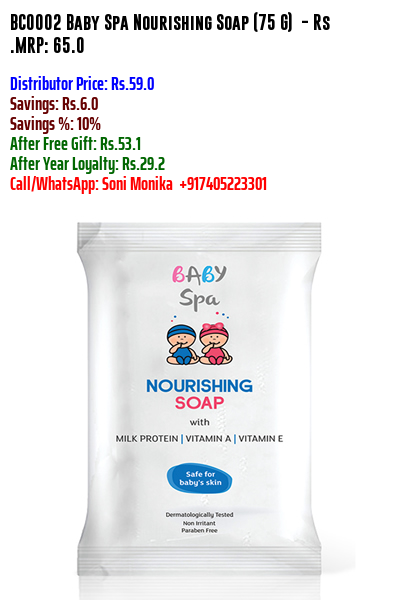 BC0002 Baby Spa Nourishing Soap (75 G) - Rs
.MRP: 65.0
Distributor Price: Rs.59.0
Savings: Rs.6.0
Savings %: 10%
After Free Gift: Rs.53.1
After Year Loyalty: Rs.29.2
Call/WhatsApp: Soni Monika +917405223301
BABY
Spa
NOURISHING
SOAP
with
MILK PROTEIN | VITAMIN A | VITAMIN E
Safe for
baby's skin
Dermatologically Tested
Non Irritant
Paraben Free